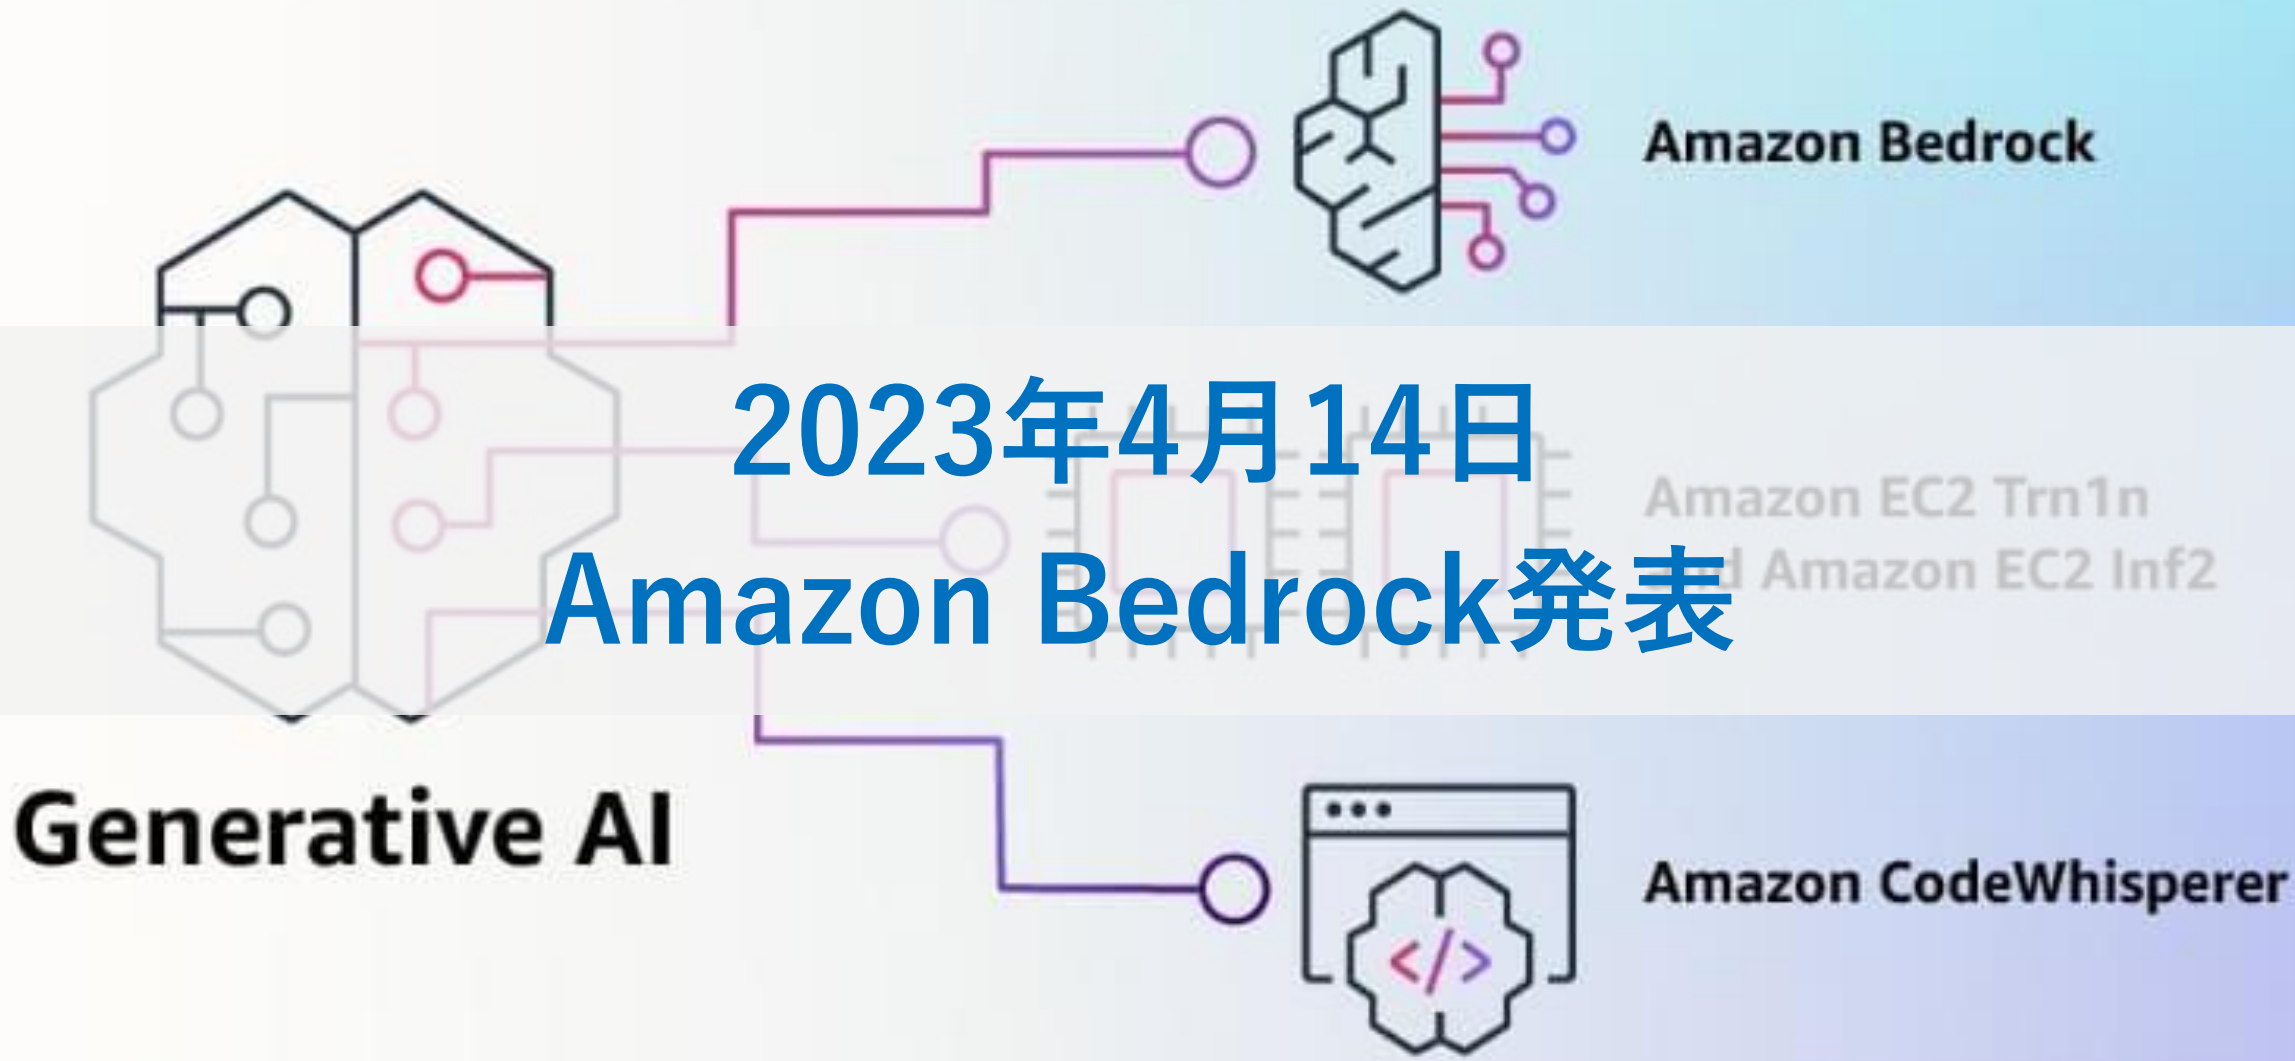 Amazon Bedrock
2023年4月14日
Amazon EC2 Trn1n
Amazon Bedrock発表
Amazon EC2 Inf2
Generative AI
Amazon CodeWhisperer